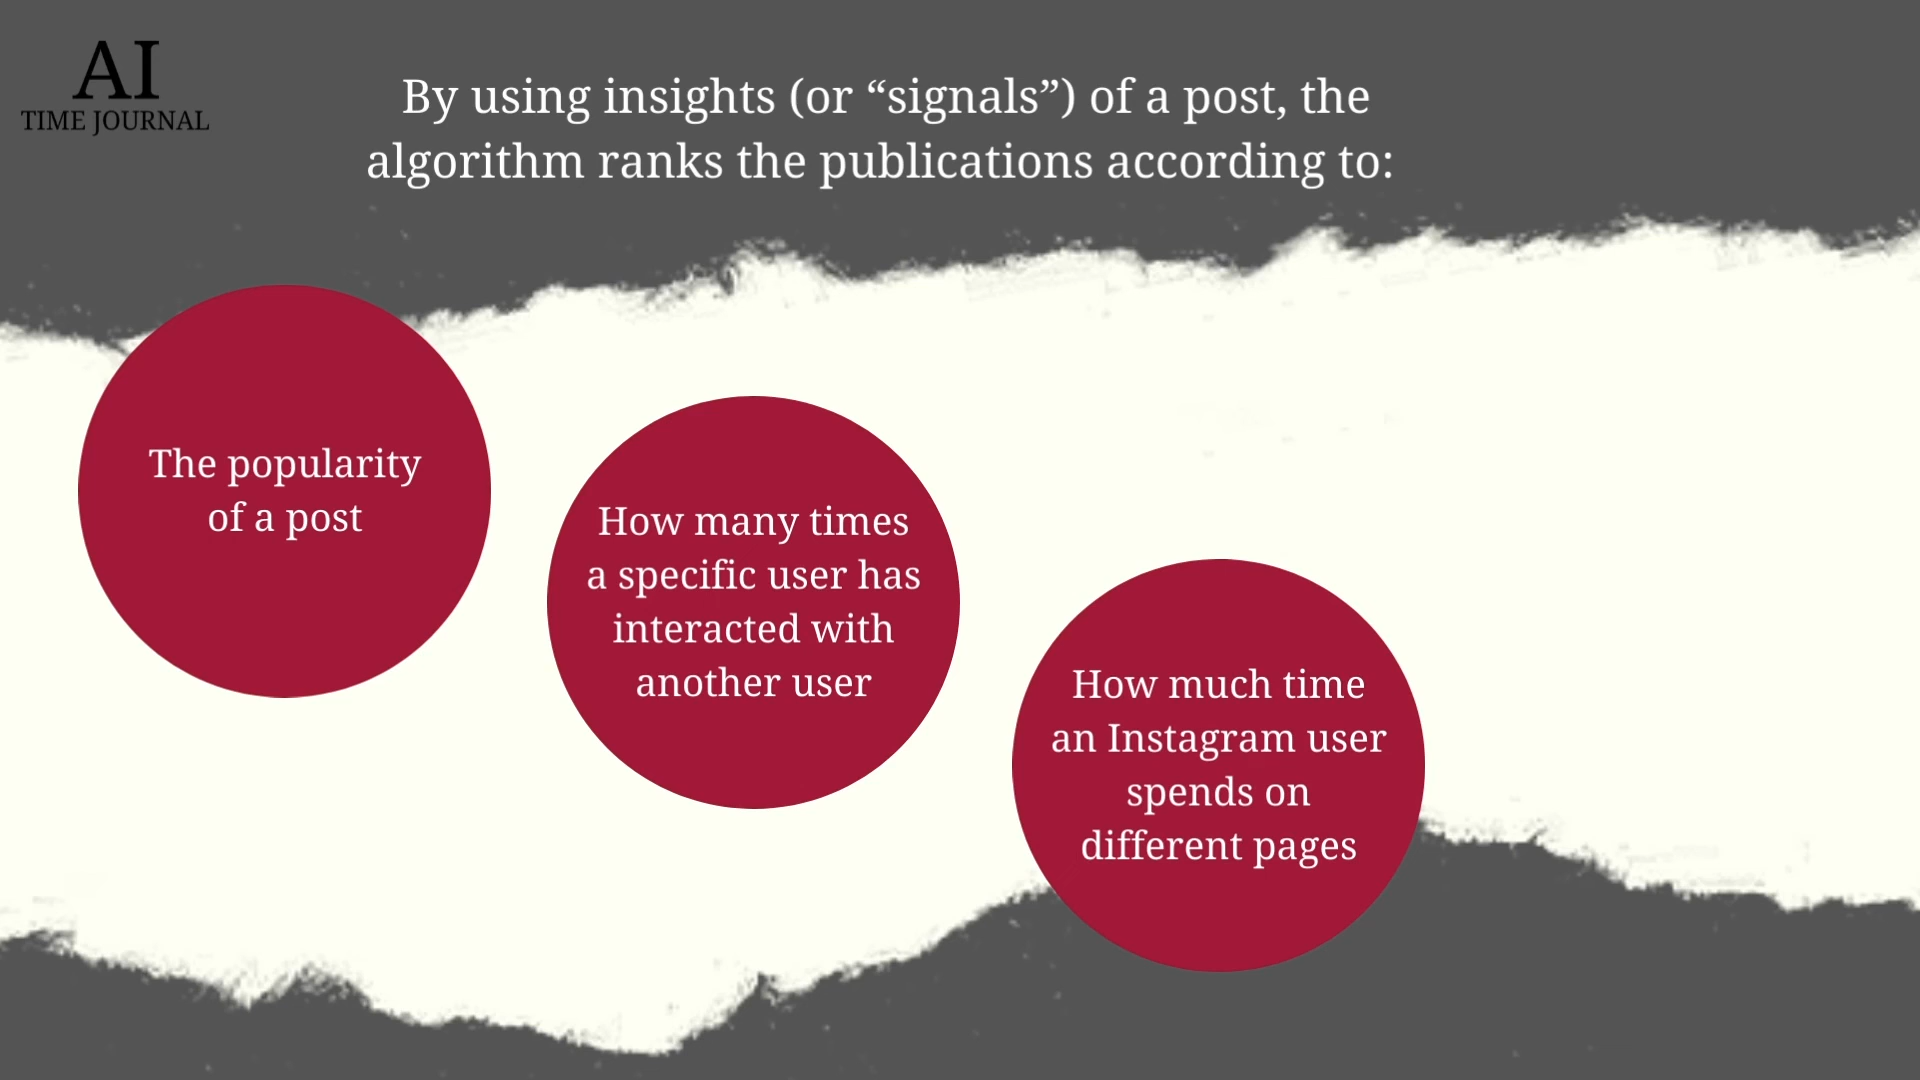 AI
TIME JOURNAL
By using insights (or “signals”) of a post, the
algorithm ranks the publications according to:
The popularity
of a post
How many times
a specific user has
interacted with
another user
How much time
an Instagram user
spends on
different pages